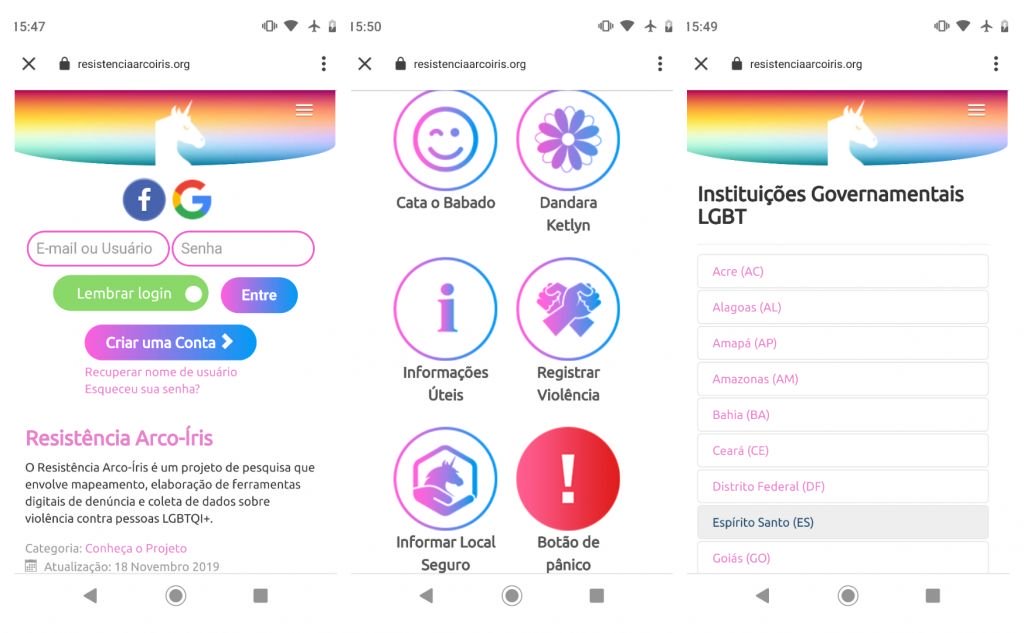 15:47
resistenciaarcoiris.org
f G
E-mail ou Usuário
Senha
Lembrar login
Entre
Criar uma Conta
Recuperar nome de usuário
Esqueceu sua senha?
Resistência Arco-Íris
O Resistência Arco-Íris é um projeto de pesquisa que
envolve mapeamento, elaboração de ferramentas
digitais de denúncia e coleta de dados sobre
violência contra pessoas LGBTQI+.
Categoria: Conheça o Projeto
Atualização: 18 Novembro 2019
15:50
resistenciaarcoiris.org
Cata o Babado
Dandara
Ketlyn
i
Informações
Úteis
Registrar
Violência
!
Informar Local
Seguro
Botão de
pânico
15:49
resistenciaarcoiris.org
Instituições Governamentais
LGBT
Acre (AC)
Alagoas (AL)
Amapá (AP)
Amazonas (AM)
Bahia (BA)
Ceará (CE)
Distrito Federal (DF)
Espírito Santo (ES)
Goiás (GO)